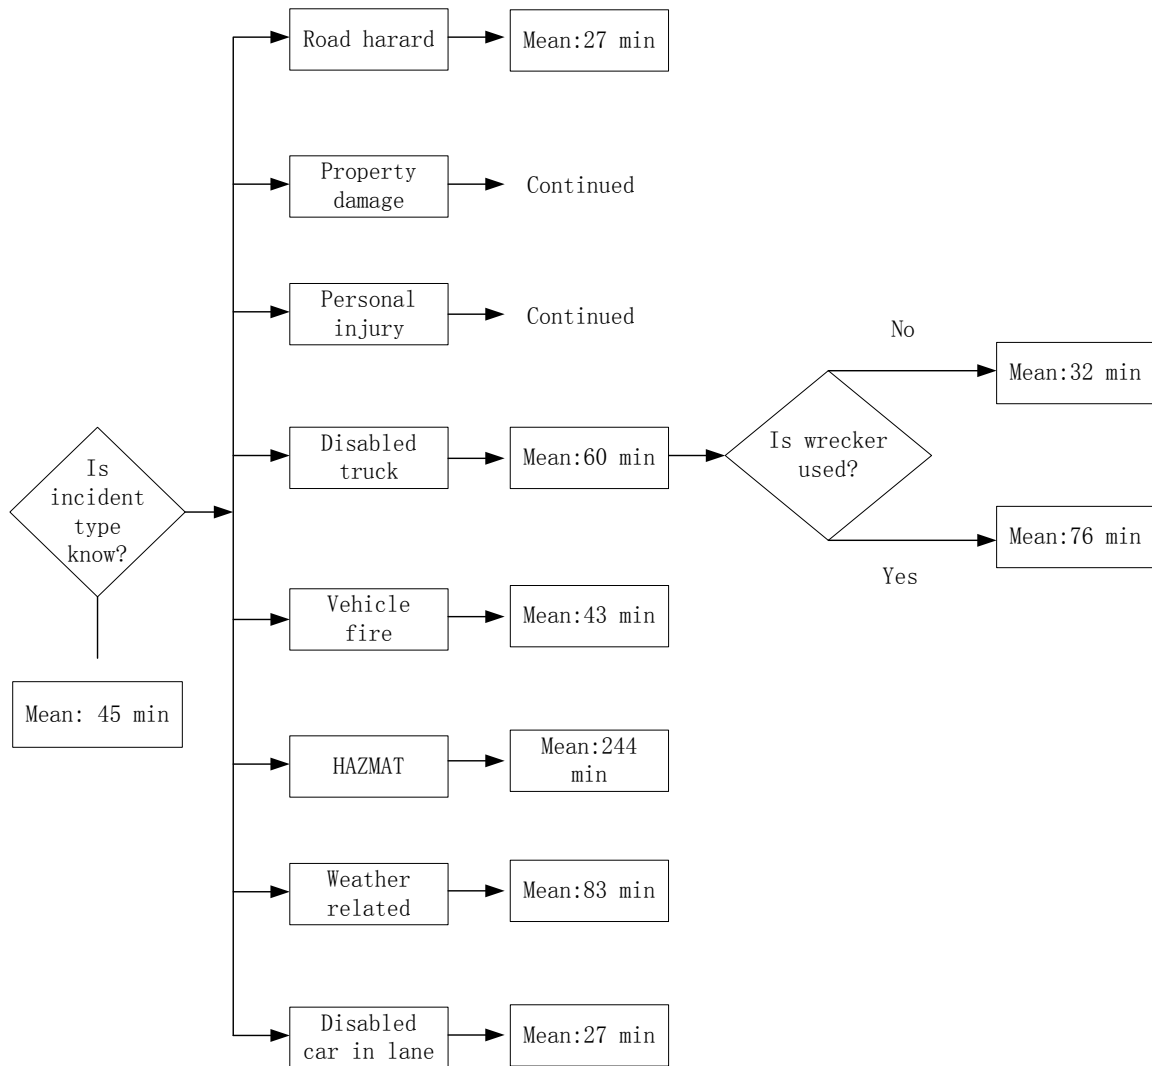 Road harard
Mean:27 min
Property
damage
Continued
Personal
injury
Continued
No
Mean:32 min
Disabled
truck
Mean:60 min
Is wrecker
used?
Is
incident
type
know?
Mean:76 min
Yes
Vehicle
fire
Mean:43 min
Mean: 45 min
HAZMAT
Mean:244
min
Weather
related
Mean:83 min
Disabled
car in lane
Mean:27 min